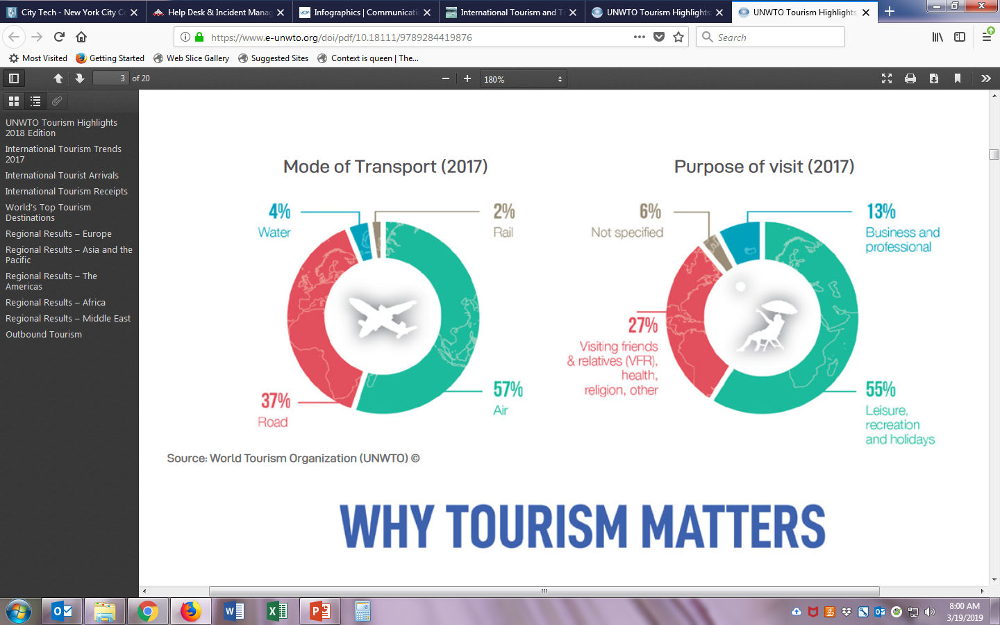 City Tech - New York City Co
Help Desk & Incident Manag
Infographics | Communicatio
International Tourism and Tr
UNWTO Tourism Highlights
UNWTO Tourism Highlights,
https://www.e-unwto.org/doi/pdf/10.18111/9789284419876
Search
Most Visited
Getting Started
Web Slice Gallery
Suggested Sites
Context is queen | The...
3 of 20
180%
UNWTO Tourism Highlights
2018 Edition
International Tourism Trends
2017
International Tourist Arrivals
International Tourism Receipts
World's Top Tourism
Destinations
Regional Results – Europe
Regional Results – Asia and the
Pacific
Regional Results – The
Americas
Regional Results – Africa
Regional Results – Middle East
Outbound Tourism
Mode of Transport (2017)
4%
Water
2%
Rail
37%
Road
57%
Air
Purpose of visit (2017)
6%
Not specified
13%
Business and
professional
27%
Visiting friends
& relatives (VFR),
health,
religion, other
55%
Leisure,
recreation
and holidays
Source: World Tourism Organization (UNWTO) ©
WHY TOURISM MATTERS
8:00 AM
3/19/2019